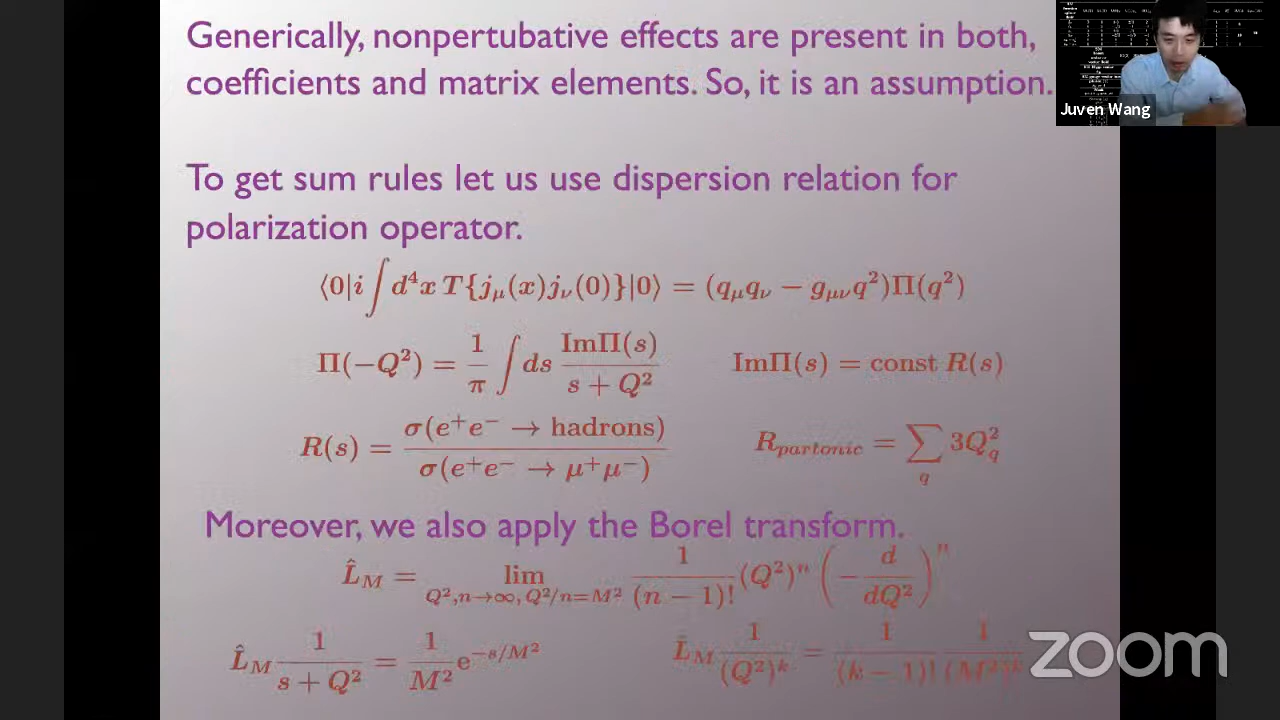 Generically, nonpertubative effects are present in both,
coefficients and matrix elements. So, it is an assumption.
Juven Wang
To get sum rules let us use dispersion relation for
polarization operator.
⟨0|i ∫ d⁴x T{j_μ(x)j_ν(0)}|0⟩ = (q_μq_ν − g_μνq²)Π(q²)
Π(−Q²) = 1/π ∫ ds ImΠ(s)/(s + Q²)    ImΠ(s) = const R(s)
R(s) = σ(e⁺e⁻ → hadrons)/σ(e⁺e⁻ → μ⁺μ⁻)    R_partonic = ∑_q 3Q_q²
Moreover, we also apply the Borel transform.
L̂_M = lim_{Q²,n→∞, Q²/n=M²} 1/(n − 1)! (Q²)ⁿ (−d/dQ²)ⁿ
L̂_M 1/(s + Q²) = 1/M² e^{−s/M²}    L̂_M 1/(Q²)^k = 1/(k − 1)! 1/(M²)^k
zoom